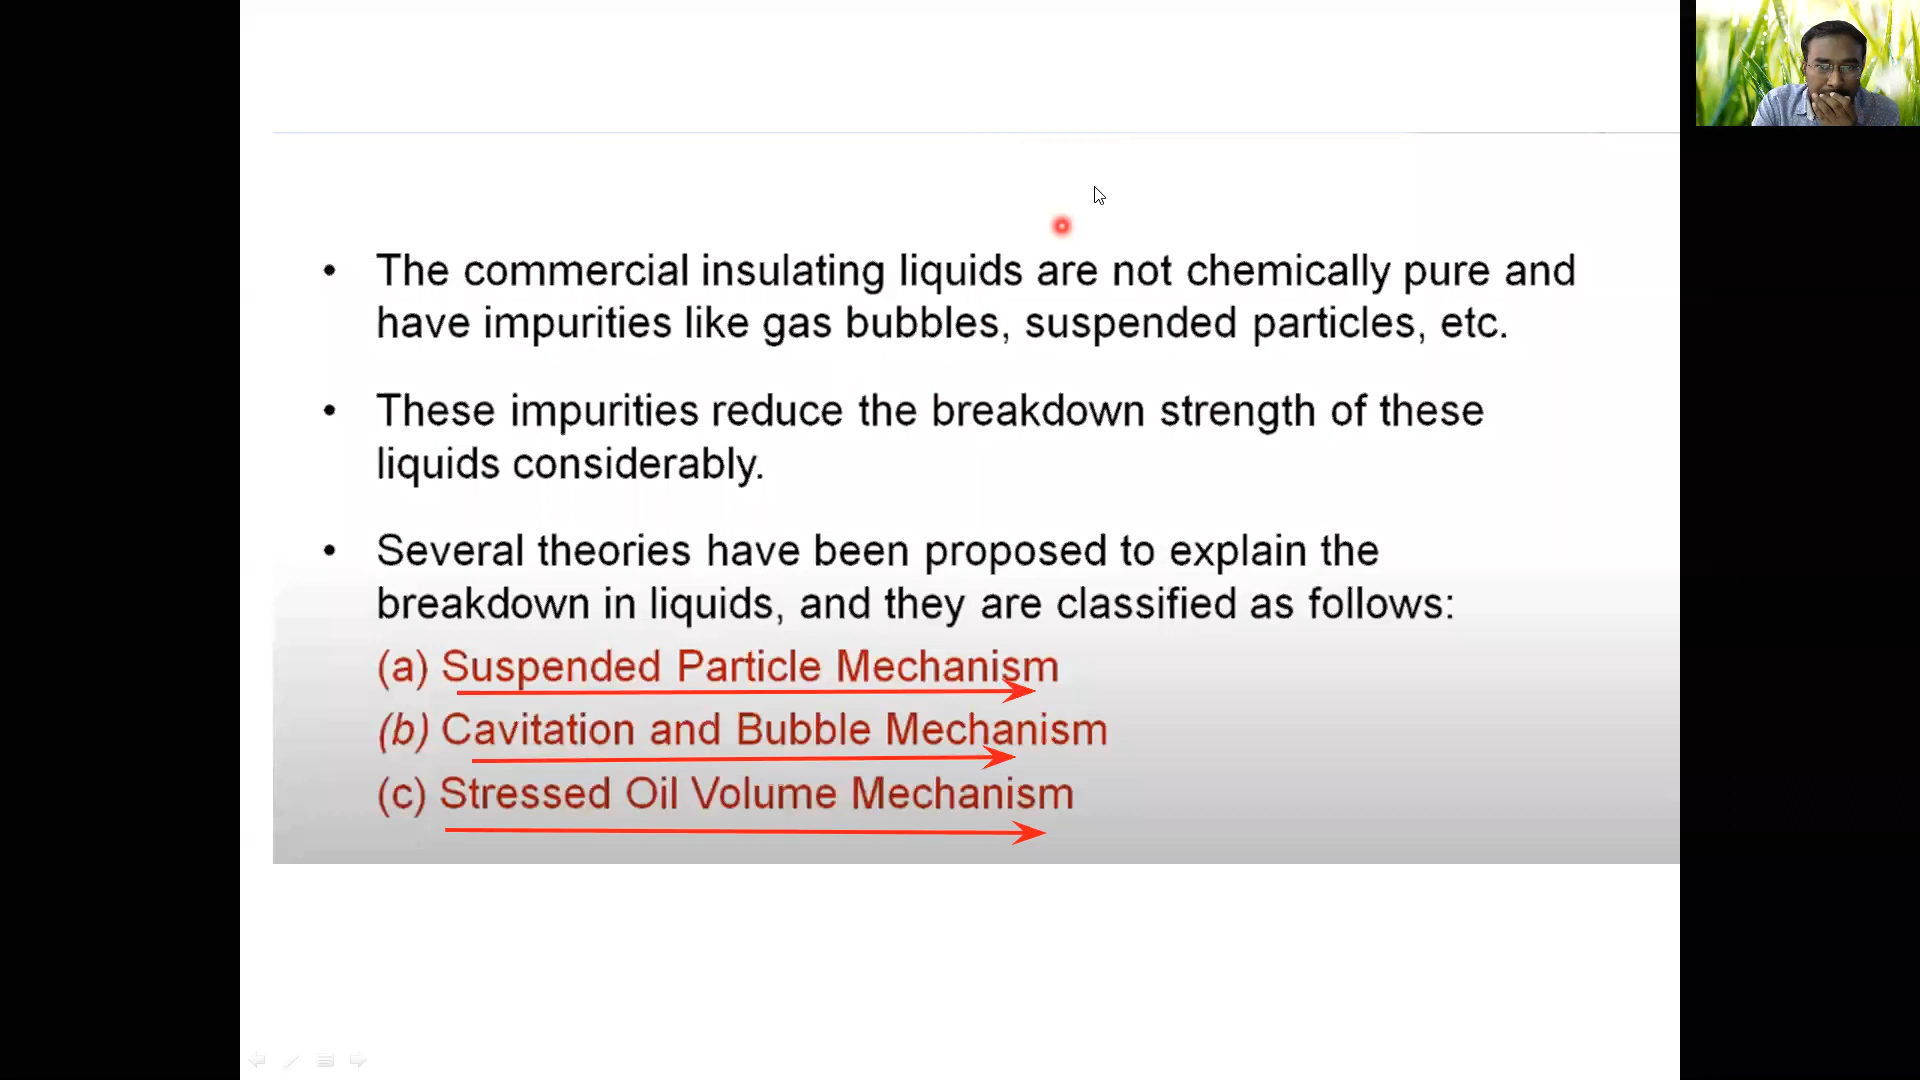 • The commercial insulating liquids are not chemically pure and
have impurities like gas bubbles, suspended particles, etc.
• These impurities reduce the breakdown strength of these
liquids considerably.
• Several theories have been proposed to explain the
breakdown in liquids, and they are classified as follows:
(a) Suspended Particle Mechanism
(b) Cavitation and Bubble Mechanism
(c) Stressed Oil Volume Mechanism